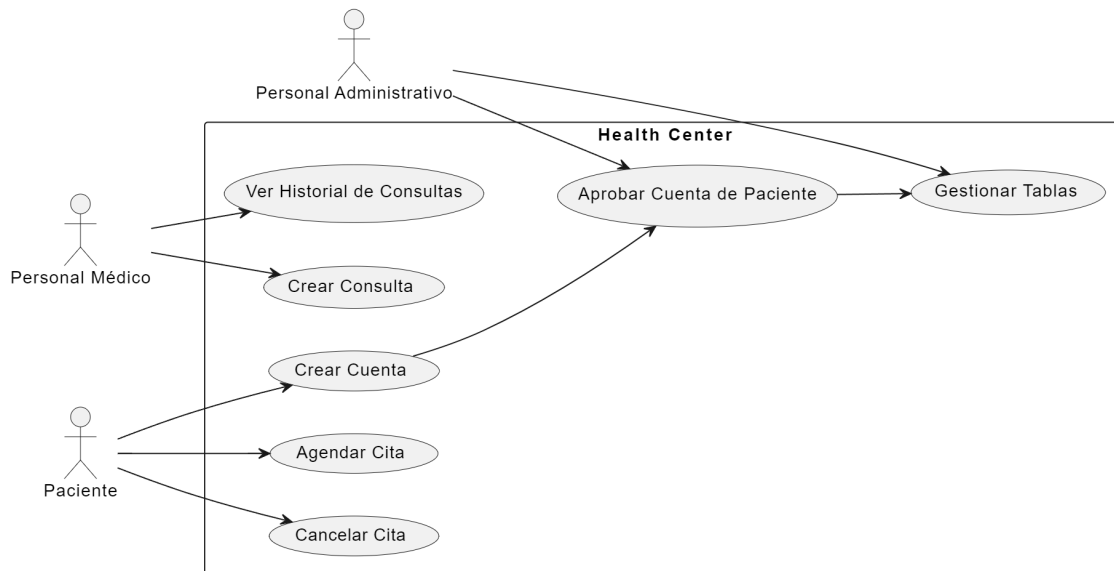 Personal Administrativo
Health Center
Ver Historial de Consultas
Aprobar Cuenta de Paciente
Gestionar Tablas
Personal Médico
Crear Consulta
Crear Cuenta
Agendar Cita
Paciente
Cancelar Cita